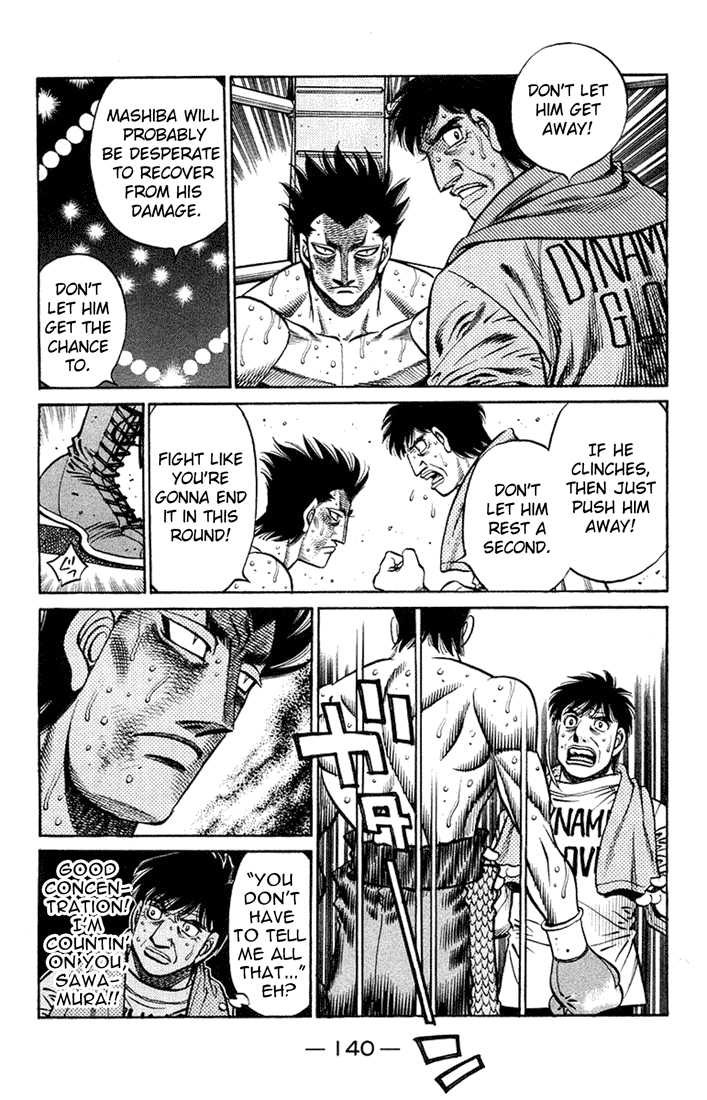 DON'T LET
HIM GET
AWAY!
DYNAMI
GLO
MASHIBA WILL
PROBABLY
BE DESPERATE
TO RECOVER
FROM HIS
DAMAGE.
DON'T
LET HIM
GET THE
CHANCE
TO.
IF HE
CLINCHES,
THEN JUST
PUSH HIM
AWAY!
DON'T
LET HIM
REST A
SECOND.
FIGHT LIKE
YOU'RE
GONNA END
IT IN THIS
ROUND!
YNAMI
LOV
"YOU
DON'T
HAVE
TO TELL
ME ALL
THAT..."
EH?
GOOD
CONCEN-
TRATION!
I'M
COUNTIN'
ON YOU,
SAWA-
MURA!!
— 140 —